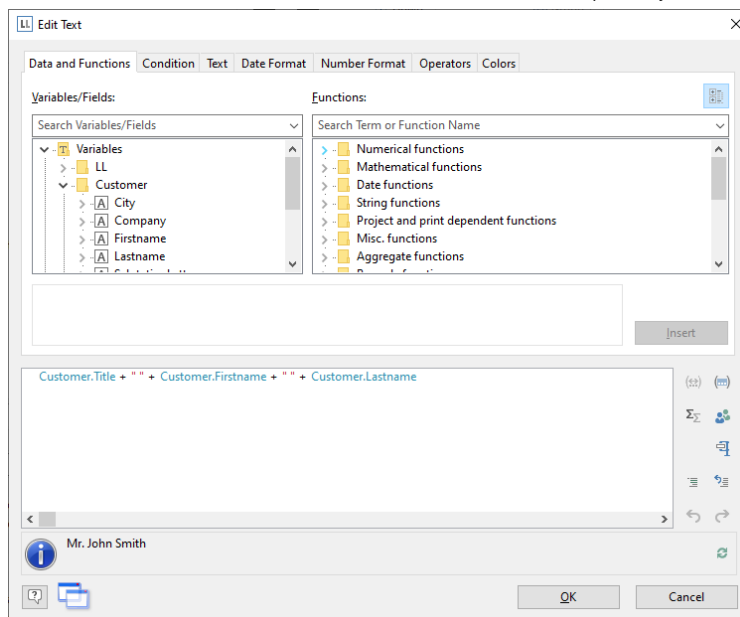 LL Edit Text
Data and Functions Condition Text Date Format Number Format Operators Colors
Variables/Fields: Functions:
Search Variables/Fields Search Term or Function Name
T Variables
LL
Customer
A City
A Company
A Firstname
A Lastname
Numerical functions
Mathematical functions
Date functions
String functions
Project and print dependent functions
Misc. functions
Aggregate functions
Insert
Customer.Title + " " + Customer.Firstname + " " + Customer.Lastname
Mr. John Smith
OK Cancel